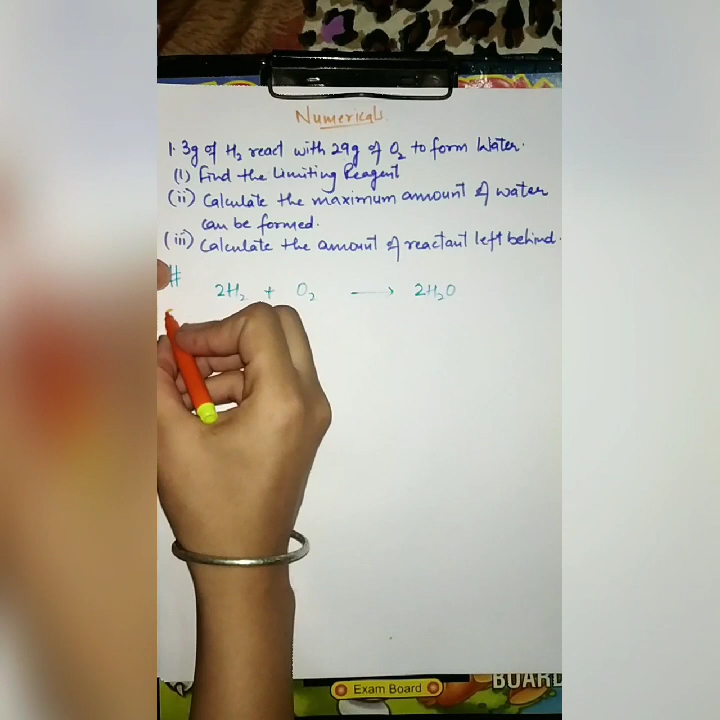 Numericals.
1. 3g of H₂ react with 29g of O₂ to form Water.
(1) Find the Limiting Reagent
(ii) Calculate the maximum amount of water
can be formed.
(iii) Calculate the amount of reactant left behind.
#
2H₂ + O₂ ⟶ 2H₂O
Exam Board
BOARD